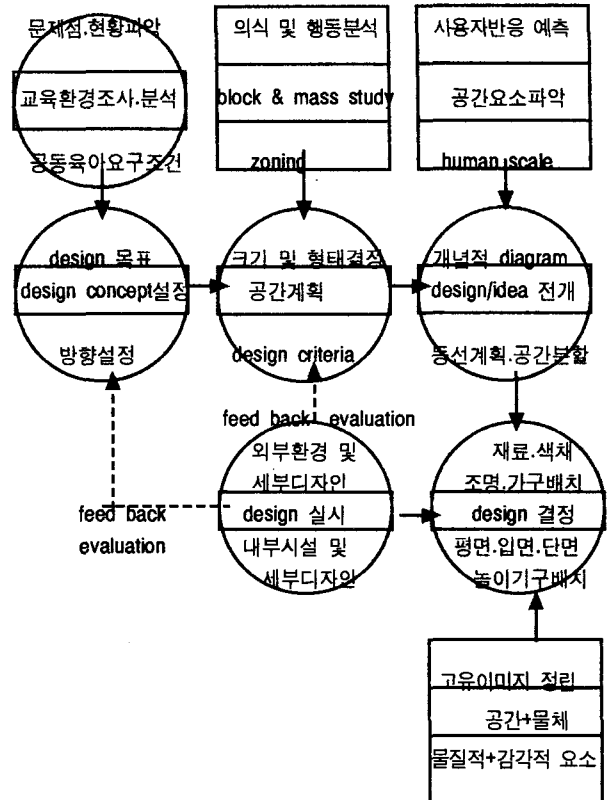 문제점.현황파악
교육환경조사.분석
공동육아요구조건
의식 및 행동분석
block & mass study
zoning
사용자반응 예측
공간요소파악
human scale
design 목표
design concept설정
방향설정
크기 및 형태결정
공간계획
design criteria
개념적 diagram
design/idea 전개
동선계획.공간분할
feed back evaluation
외부환경 및
세부디자인
design 실시
내부시설 및
세부디자인
재료.색채
조명.가구배치
design 결정
평면.입면.단면
놀이기구배치
feed back
evaluation
고유이미지 정립
공간+물체
물질적+감각적 요소